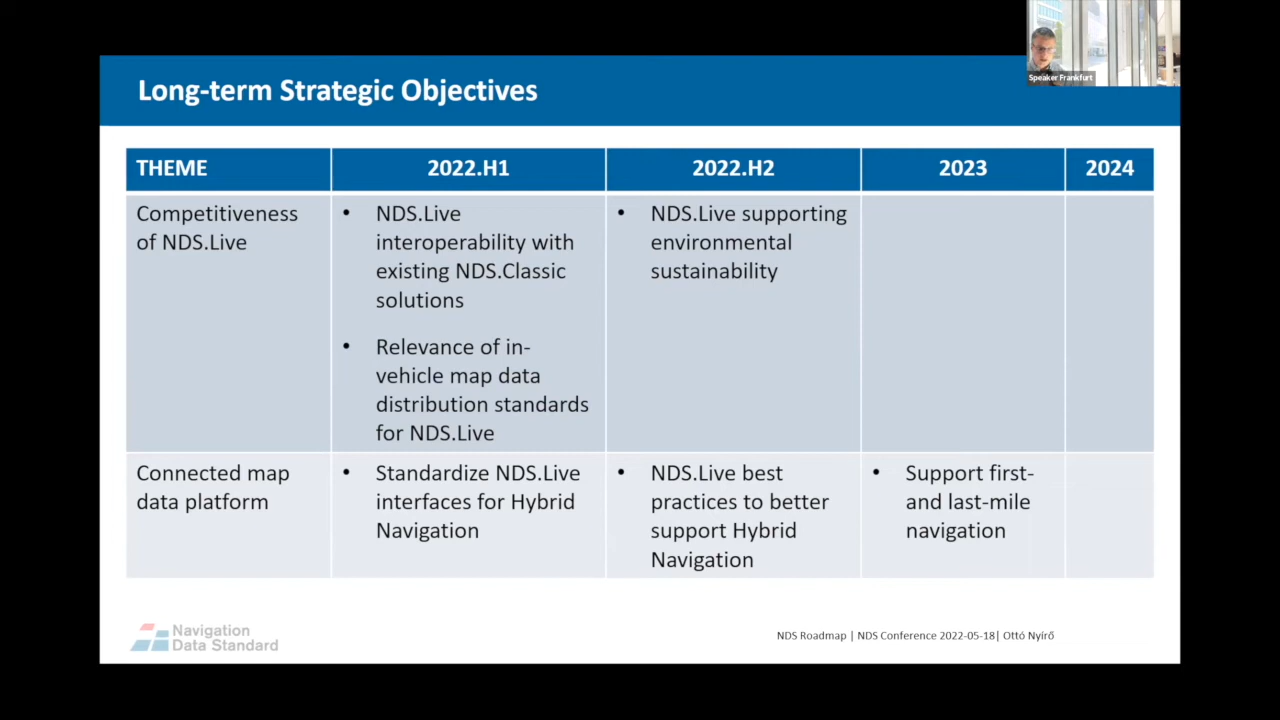 Speaker Frankfurt
Long-term Strategic Objectives
THEME
2022.H1
2022.H2
2023
2024
Competitiveness
of NDS.Live
• NDS.Live
interoperability with
existing NDS.Classic
solutions
• Relevance of in-
vehicle map data
distribution standards
for NDS.Live
• NDS.Live supporting
environmental
sustainability
Connected map
data platform
• Standardize NDS.Live
interfaces for Hybrid
Navigation
• NDS.Live best
practices to better
support Hybrid
Navigation
• Support first-
and last-mile
navigation
Navigation
Data Standard
NDS Roadmap | NDS Conference 2022-05-18| Ottó Nyírő